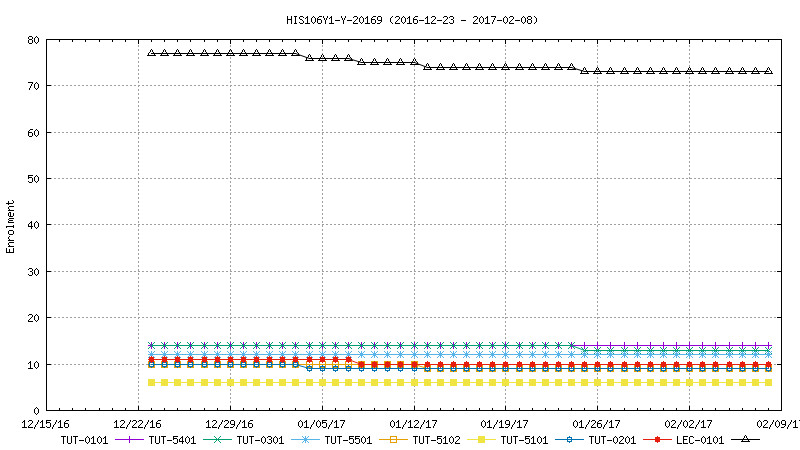 HIS106Y1-Y-20169 (2016-12-23 - 2017-02-08)
80
70
60
50
40
30
20
10
0
Enrolment
12/15/16 12/22/16 12/29/16 01/05/17 01/12/17 01/19/17 01/26/17 02/02/17 02/09/1
TUT-0101 TUT-5401 TUT-0301 TUT-5501 TUT-5102 TUT-5101 TUT-0201 LEC-0101